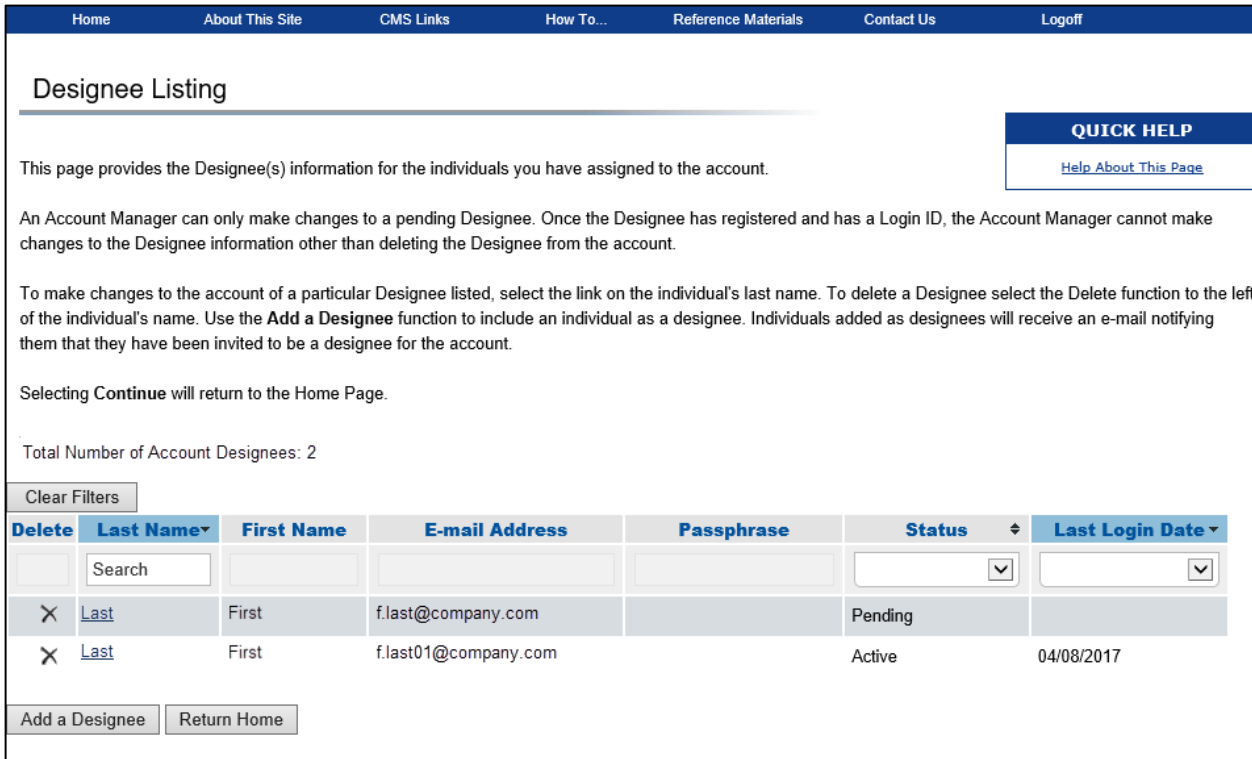 Home About This Site CMS Links How To... Reference Materials Contact Us Logoff
Designee Listing
QUICK HELP
Help About This Page
This page provides the Designee(s) information for the individuals you have assigned to the account.
An Account Manager can only make changes to a pending Designee. Once the Designee has registered and has a Login ID, the Account Manager cannot make
changes to the Designee information other than deleting the Designee from the account.
To make changes to the account of a particular Designee listed, select the link on the individual's last name. To delete a Designee select the Delete function to the left
of the individual's name. Use the Add a Designee function to include an individual as a designee. Individuals added as designees will receive an e-mail notifying
them that they have been invited to be a designee for the account.
Selecting Continue will return to the Home Page.
Total Number of Account Designees: 2
Clear Filters
Delete Last Name First Name E-mail Address Passphrase Status Last Login Date
Search
Last First f.last@company.com Pending
Last First f.last01@company.com Active 04/08/2017
Add a Designee Return Home